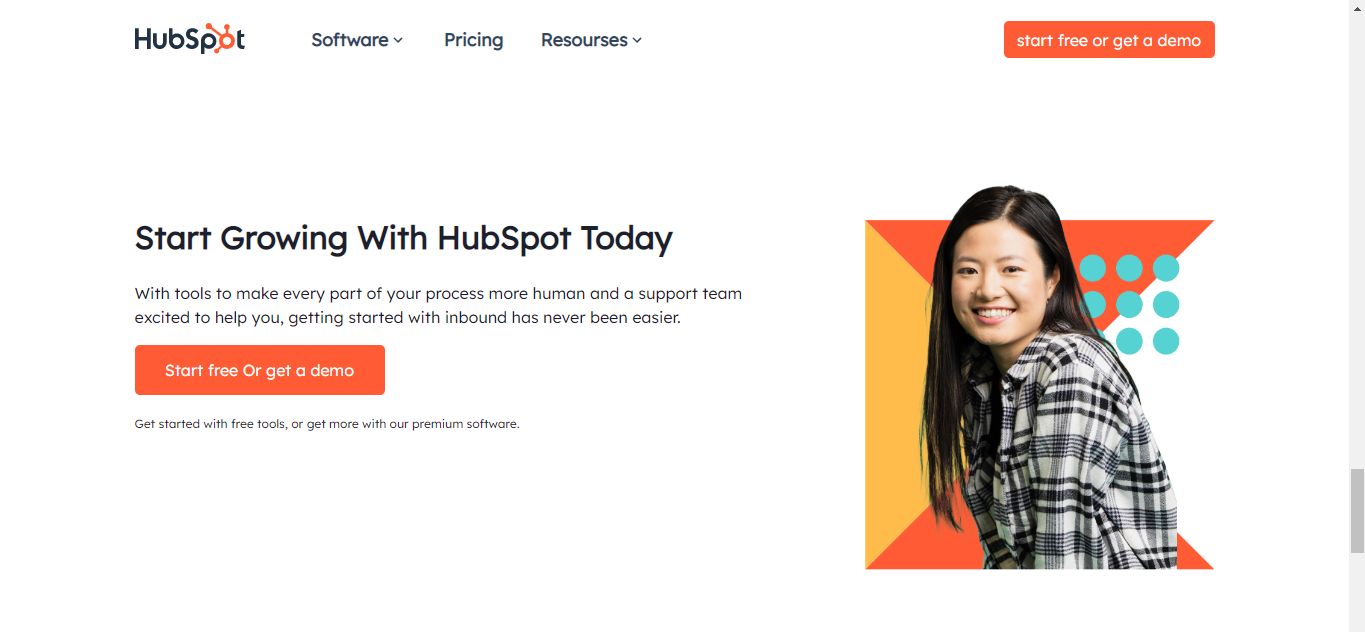 HubSpot
Software
Pricing
Resourses
start free or get a demo
Start Growing With HubSpot Today
With tools to make every part of your process more human and a support team
excited to help you, getting started with inbound has never been easier.
Start free Or get a demo
Get started with free tools, or get more with our premium software.